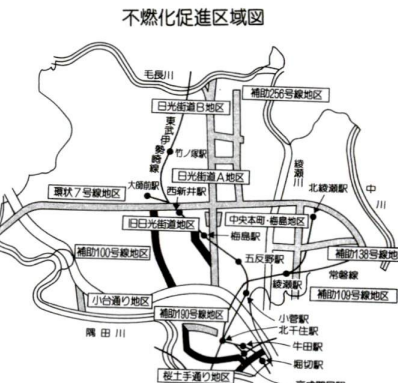 不燃化促進区域図
毛長川
日光街道B地区
補助256号線地区
東武伊勢崎線
竹ノ塚駅
綾瀬川
日光街道A地区
大師前駅
西新井駅
北綾瀬駅
中川
環状7号線地区
旧日光街道地区
中央本町・梅島地区
梅島駅
補助100号線地区
五反野駅
補助138号線地区
常磐線
綾瀬駅
小台通り地区
補助109号線地区
小菅駅
補助190号線地区
北千住駅
隅田川
牛田駅
堀切駅
桜土手通り地区